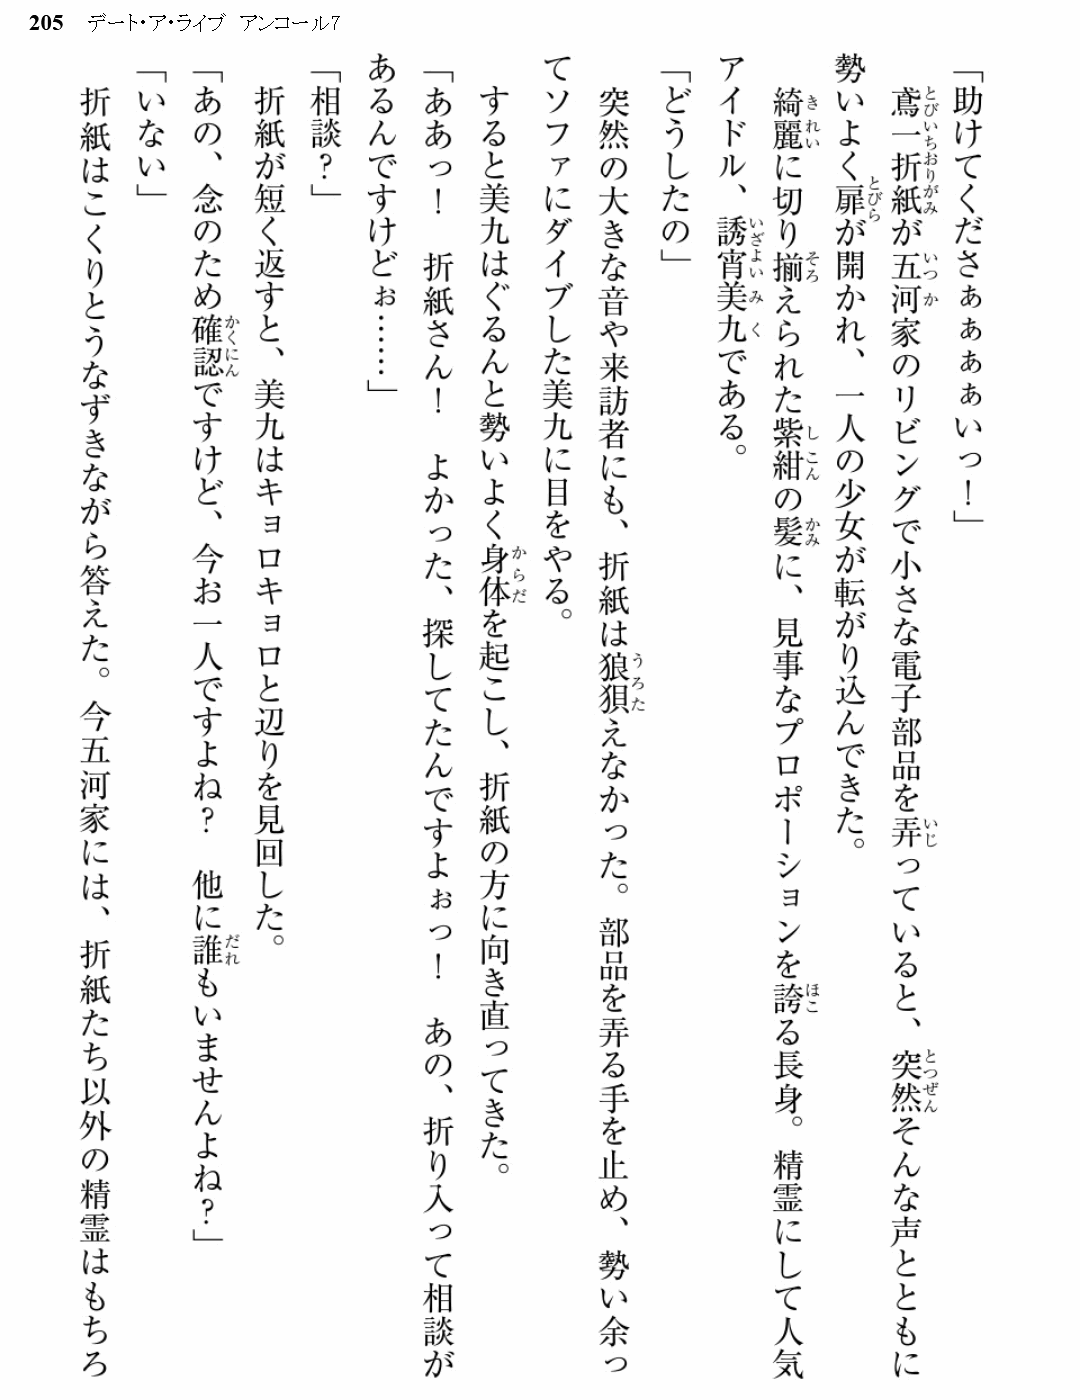 205 デート・ア・ライブ アンコール7
「助けてくださぁぁぁぁいっ！」
　鳶一折紙が五河家のリビングで小さな電子部品を弄っていると、突然そんな声とともに
勢いよく扉が開かれ、一人の少女が転がり込んできた。
　綺麗に切り揃えられた紫紺の髪に、見事なプロポーションを誇る長身。精霊にして人気
アイドル、誘宵美九である。
「どうしたの」
　突然の大きな音や来訪者にも、折紙は狼狽えなかった。部品を弄る手を止め、勢い余っ
てソファにダイブした美九に目をやる。
　すると美九はぐるんと勢いよく身体を起こし、折紙の方に向き直ってきた。
「ああっ！　折紙さん！　よかった、探してたんですよぉっ！　あの、折り入って相談が
あるんですけどぉ……」
「相談？」
　折紙が短く返すと、美九はキョロキョロと辺りを見回した。
「あの、念のため確認ですけど、今お一人ですよね？　他に誰もいませんよね？」
「いない」
　折紙はこくりとうなずきながら答えた。今五河家には、折紙たち以外の精霊はもちろ